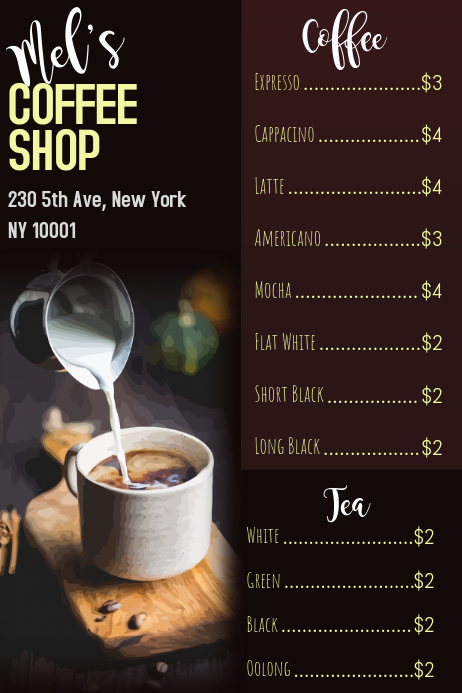 Mel's
COFFEE
SHOP
230 5th Ave, New York
NY 10001
Coffee
Expresso ........................$3
Cappacino ....................$4
Latte ...........................$4
Americano ...................$3
Mocha ......................... $4
Flat White ....................$2
Short Black .................. $2
Long Black ....................$2
Tea
White ..........................$2
Green ..........................$2
Black ...........................$2
Oolong .........................$2